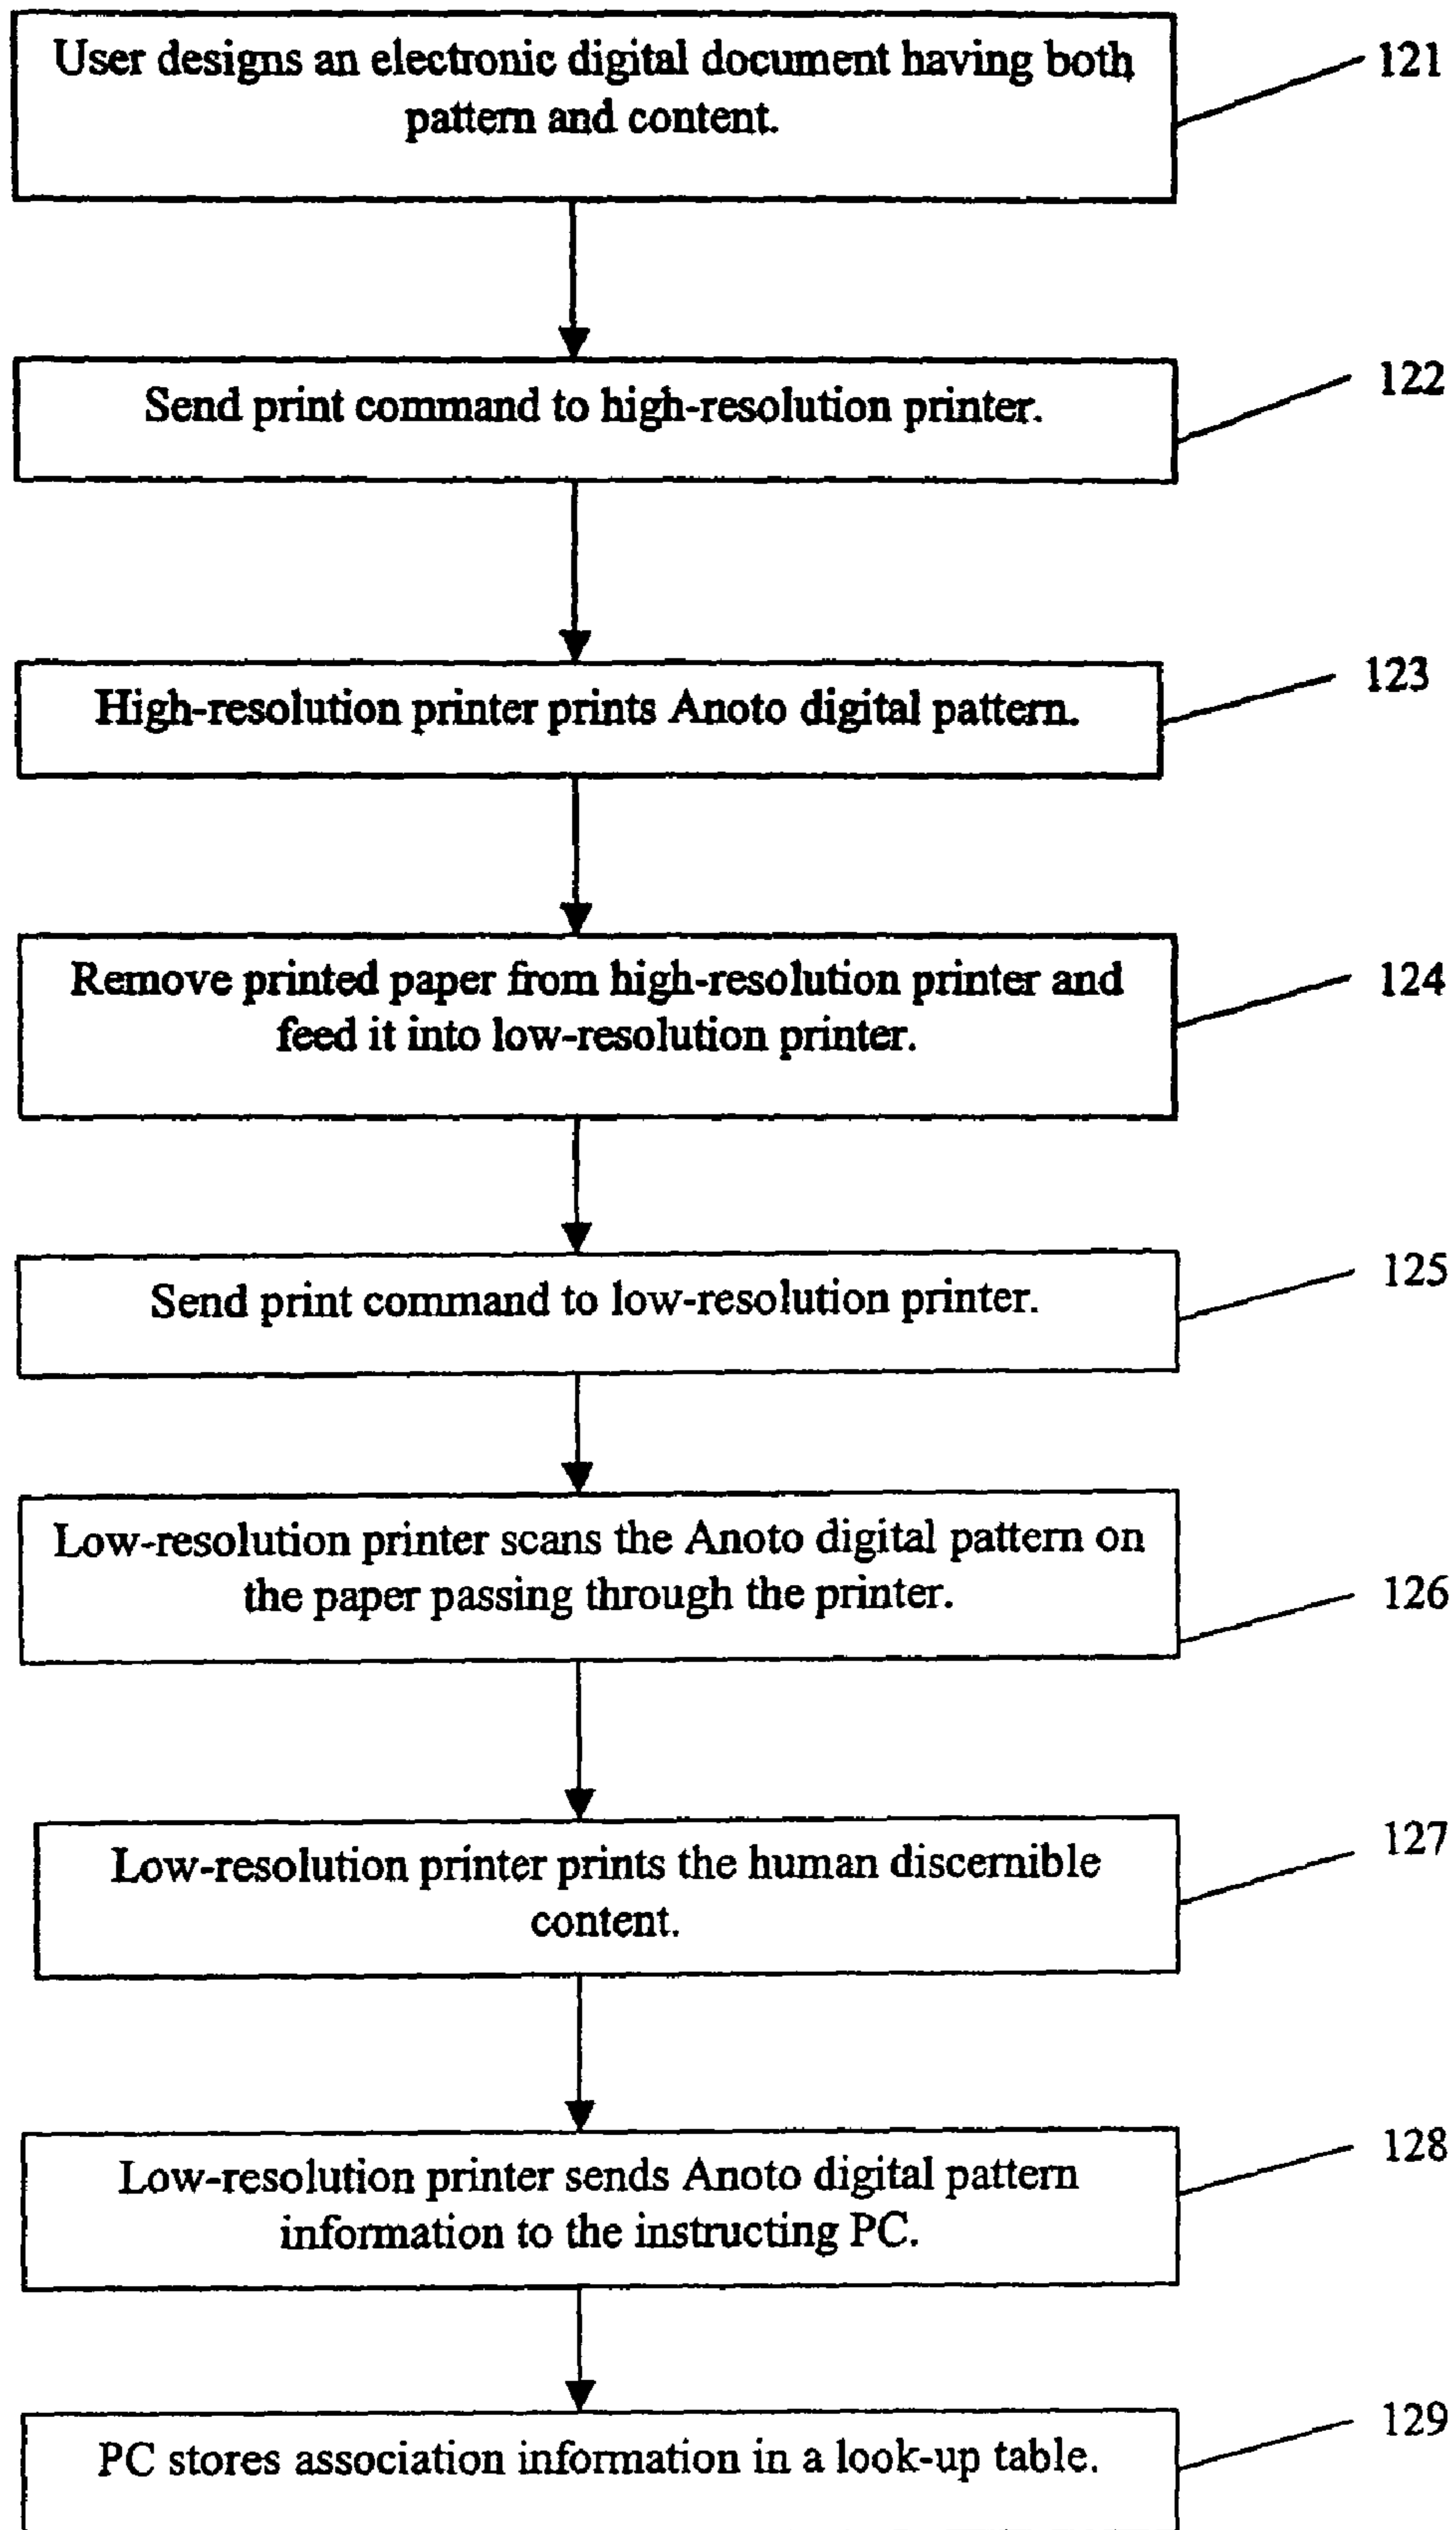 User designs an electronic digital document having both
pattern and content.
121
Send print command to high-resolution printer.
122
High-resolution printer prints Anoto digital pattern.
123
Remove printed paper from high-resolution printer and
feed it into low-resolution printer.
124
Send print command to low-resolution printer.
125
Low-resolution printer scans the Anoto digital pattern on
the paper passing through the printer.
126
Low-resolution printer prints the human discernible
content.
127
Low-resolution printer sends Anoto digital pattern
information to the instructing PC.
128
PC stores association information in a look-up table.
129